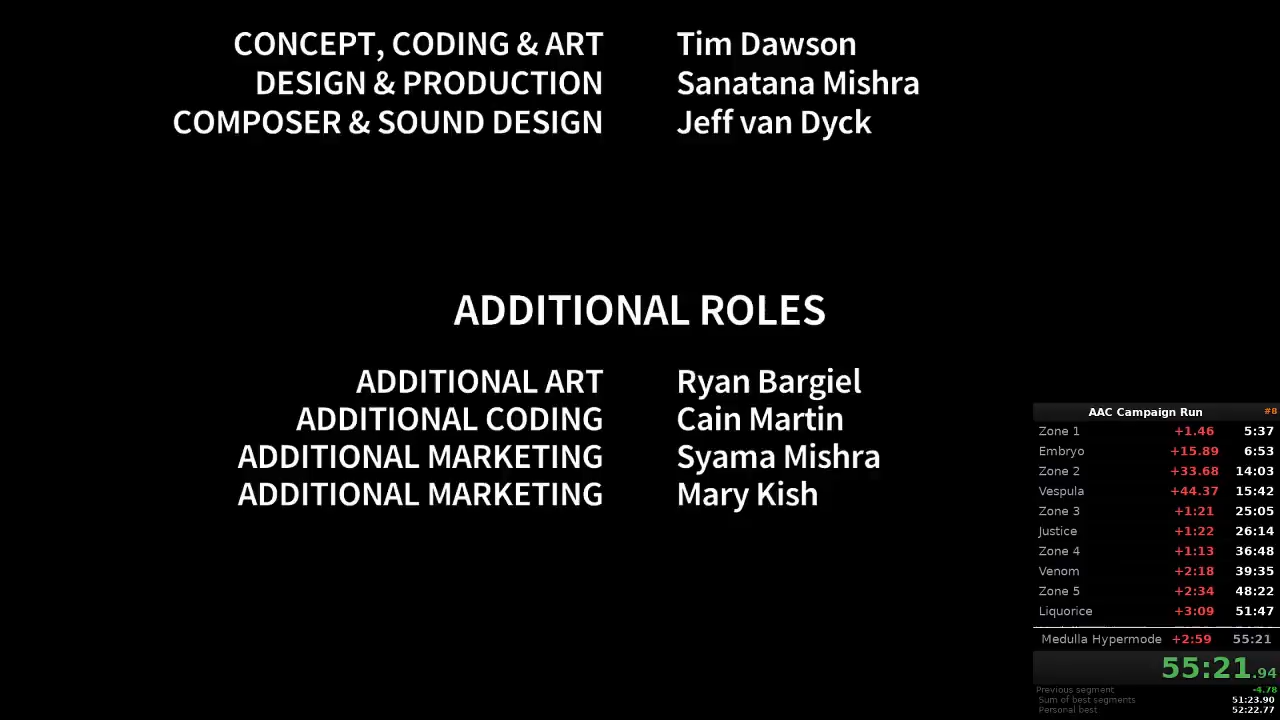 CONCEPT, CODING & ART Tim Dawson
DESIGN & PRODUCTION Sanatana Mishra
COMPOSER & SOUND DESIGN Jeff van Dyck
ADDITIONAL ROLES
ADDITIONAL ART Ryan Bargiel
ADDITIONAL CODING Cain Martin
ADDITIONAL MARKETING Syama Mishra
ADDITIONAL MARKETING Mary Kish
AAC Campaign Run #8
Zone 1 +1.46 5:37
Embryo +15.89 6:53
Zone 2 +33.68 14:03
Vespula +44.37 15:42
Zone 3 +1:21 25:05
Justice +1:22 26:14
Zone 4 +1:13 36:48
Venom +2:18 39:35
Zone 5 +2:34 48:22
Liquorice +3:09 51:47
Medulla Hypermode +2:59 55:21
55:21.94
Previous segment -4.78
Sum of best segments 51:23.90
Personal best 52:22.77